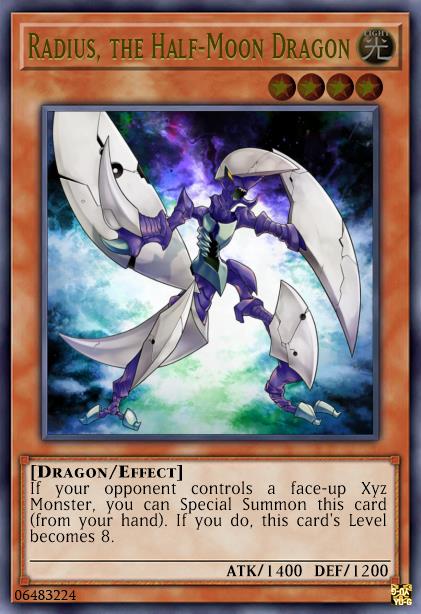 RADIUS, THE HALF-MOON DRAGON
LIGHT
光
[DRAGON/EFFECT]
If your opponent controls a face-up Xyz
Monster, you can Special Summon this card
(from your hand). If you do, this card's Level
becomes 8.
ATK/1400 DEF/1200
06483224